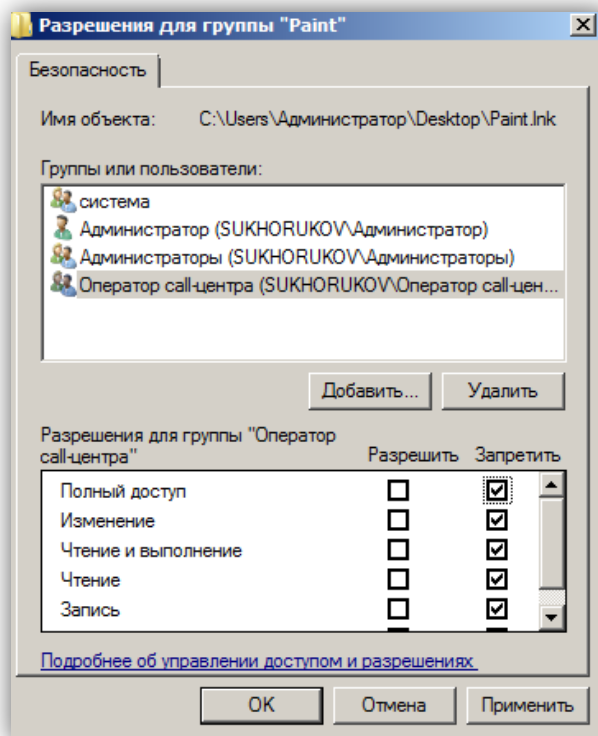 Разрешения для группы "Paint"
Безопасность
Имя объекта: C:\Users\Администратор\Desktop\Paint.lnk
Группы или пользователи:
система
Администратор (SUKHORUKOV\Администратор)
Администраторы (SUKHORUKOV\Администраторы)
Оператор call-центра (SUKHORUKOV\Оператор call-цен...
Добавить... Удалить
Разрешения для группы "Оператор
call-центра" Разрешить Запретить
Полный доступ
Изменение
Чтение и выполнение
Чтение
Запись
Подробнее об управлении доступом и разрешениях
OK Отмена Применить